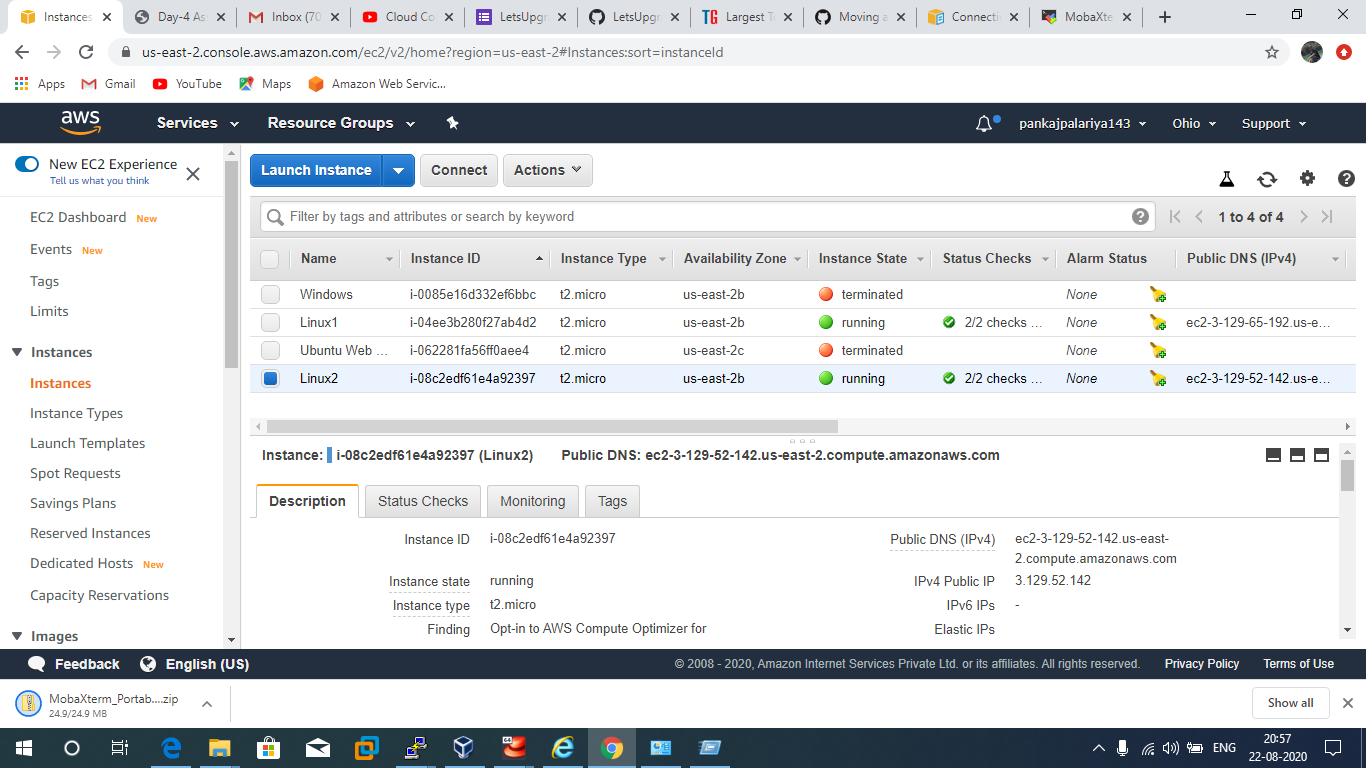 Instances
Day-4 As
Inbox (70
Cloud Co
LetsUpgr
LetsUpgr
TG Largest T
Moving a
Connecti
MobaXte
us-east-2.console.aws.amazon.com/ec2/v2/home?region=us-east-2#Instances:sort=instanceId
Apps Gmail YouTube Maps Amazon Web Servic...
aws Services Resource Groups pankajpalariya143 Ohio Support
New EC2 Experience
Tell us what you think
EC2 Dashboard New
Events New
Tags
Limits
Instances
Instances
Instance Types
Launch Templates
Spot Requests
Savings Plans
Reserved Instances
Dedicated Hosts New
Capacity Reservations
Images
Launch Instance Connect Actions
Filter by tags and attributes or search by keyword ? 1 to 4 of 4
Name Instance ID Instance Type Availability Zone Instance State Status Checks Alarm Status Public DNS (IPv4)
Windows i-0085e16d332ef6bbc t2.micro us-east-2b terminated None
Linux1 i-04ee3b280f27ab4d2 t2.micro us-east-2b running 2/2 checks ... None ec2-3-129-65-192.us-e...
Ubuntu Web ... i-062281fa56ff0aee4 t2.micro us-east-2c terminated None
Linux2 i-08c2edf61e4a92397 t2.micro us-east-2b running 2/2 checks ... None ec2-3-129-52-142.us-e...
Instance: i-08c2edf61e4a92397 (Linux2) Public DNS: ec2-3-129-52-142.us-east-2.compute.amazonaws.com
Description Status Checks Monitoring Tags
Instance ID i-08c2edf61e4a92397 Public DNS (IPv4) ec2-3-129-52-142.us-east-
2.compute.amazonaws.com
Instance state running IPv4 Public IP 3.129.52.142
Instance type t2.micro IPv6 IPs -
Finding Opt-in to AWS Compute Optimizer for Elastic IPs
Feedback English (US) © 2008 - 2020, Amazon Internet Services Private Ltd. or its affiliates. All rights reserved. Privacy Policy Terms of Use
MobaXterm_Portab....zip
24.9/24.9 MB
Show all
ENG
20:57
22-08-2020